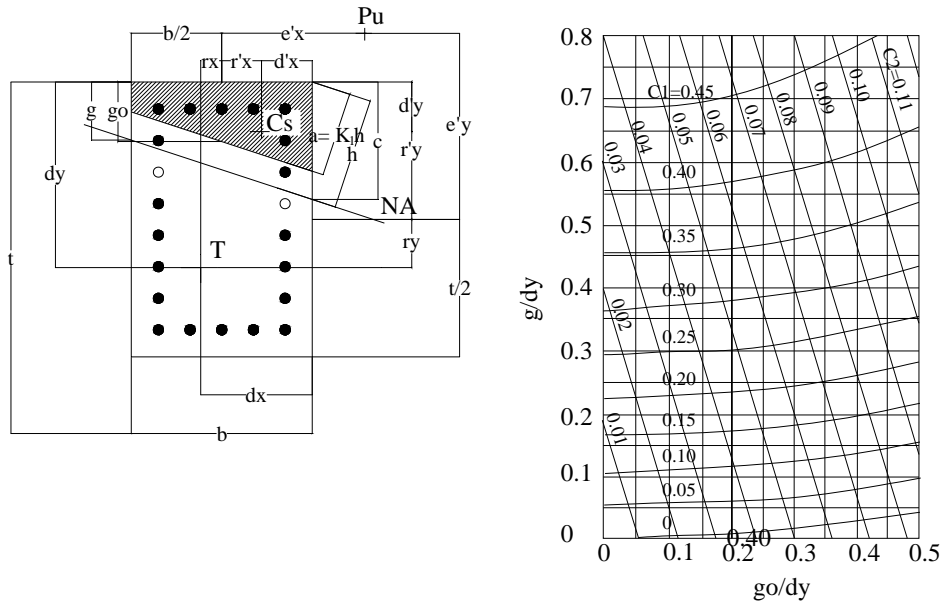 Pu
b/2
e'x
rx
r'x
d'x
g
go
Cs
a= K₁h
h
c
d'y
r'y
e'y
dy
NA
ry
T
t
t/2
dx
b
0.8
0.7
0.6
0.5
0.4
0.3
0.2
0.1
0
g/dy
C1=0.45
0.40
0.35
0.30
0.25
0.20
0.15
0.10
0.05
0
0.01
0.02
0.03
0.04
0.05
0.06
0.07
0.08
0.09
0.10
C2=0.11
0.40
0
0.1
0.2
0.3
0.4
0.5
go/dy